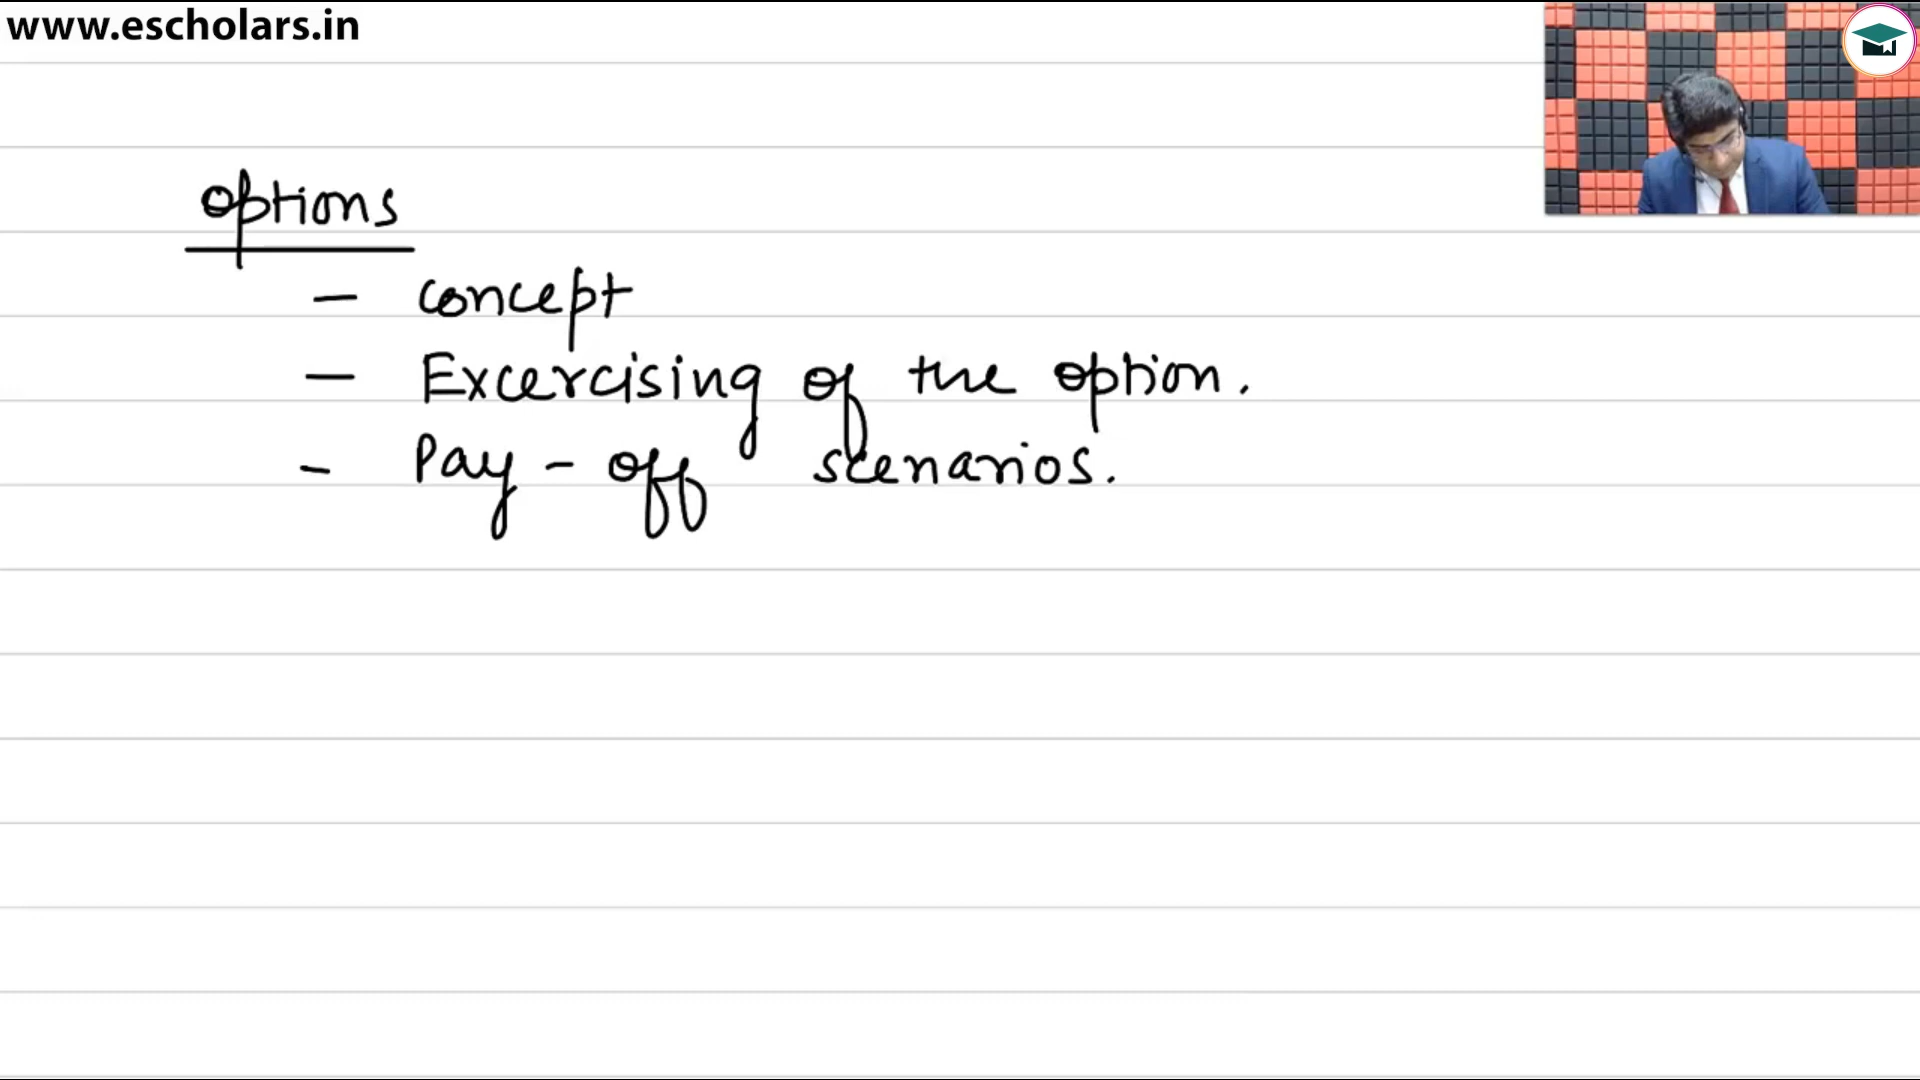 www.escholars.in
options
- concept
- Excercising of the option.
- Pay-off scenarios.